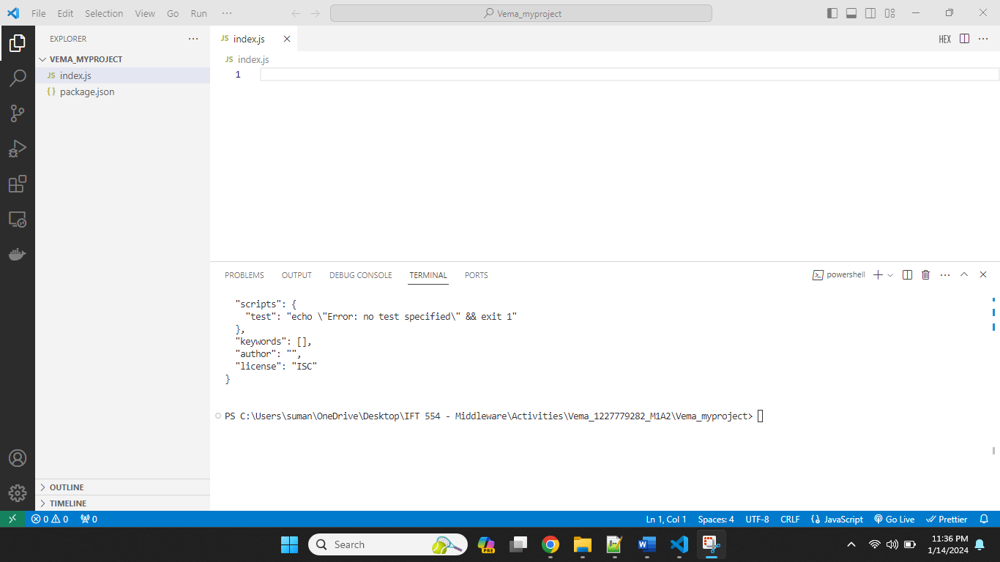 File Edit Selection View Go Run ···
Vema_myproject
EXPLORER
VEMA_MYPROJECT
JS index.js
{} package.json
OUTLINE
TIMELINE
JS index.js
HEX
JS index.js
1
PROBLEMS OUTPUT DEBUG CONSOLE TERMINAL PORTS
powershell
"scripts": {
"test": "echo \"Error: no test specified\" && exit 1"
},
"keywords": [],
"author": "",
"license": "ISC"
}
PS C:\Users\suman\OneDrive\Desktop\IFT 554 - Middleware\Activities\Vema_1227779282_M1A2\Vema_myproject>
0 0 0
Ln 1, Col 1 Spaces: 4 UTF-8 CRLF {} JavaScript Go Live Prettier
Search
PRE
W
11:36 PM
1/14/2024